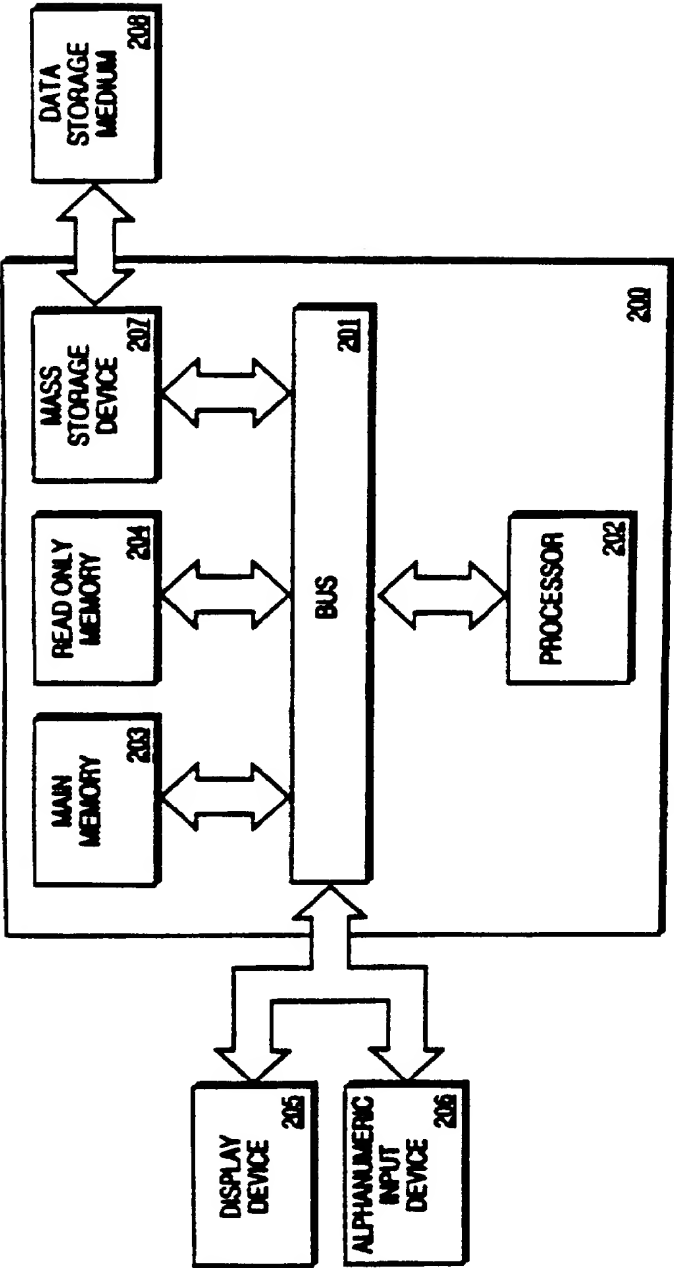 MAIN
MEMORY
203
READ ONLY
MEMORY
204
MASS
STORAGE
DEVICE
207
DATA
STORAGE
MEDIUM
208
DISPLAY
DEVICE
205
BUS
201
ALPHANUMERIC
INPUT
DEVICE
206
PROCESSOR
202
200